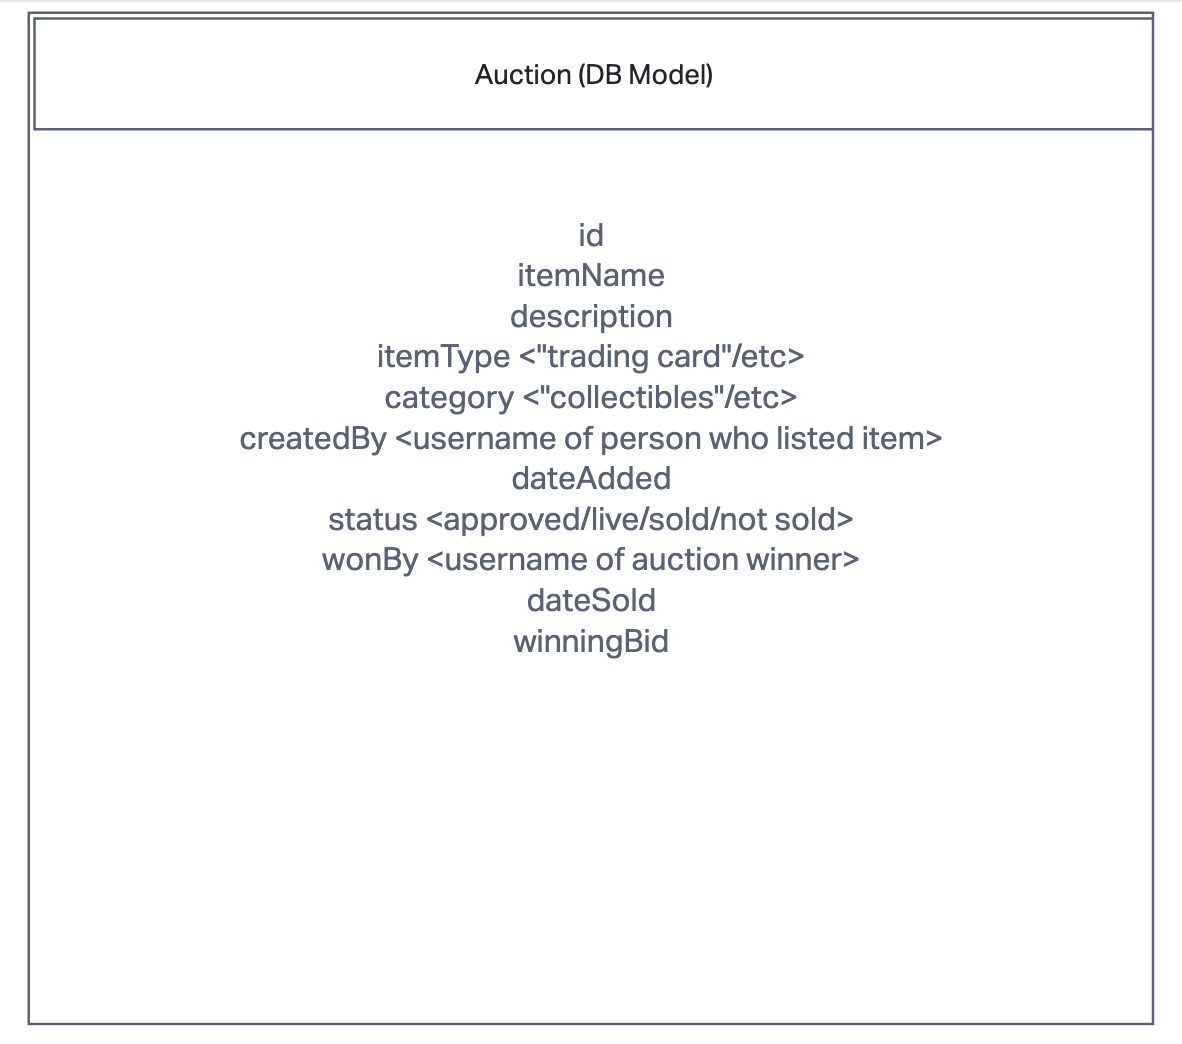 Auction (DB Model)
id
itemName
description
itemType <"trading card"/etc>
category <"collectibles"/etc>
createdBy <username of person who listed item>
dateAdded
status <approved/live/sold/not sold>
wonBy <username of auction winner>
dateSold
winningBid